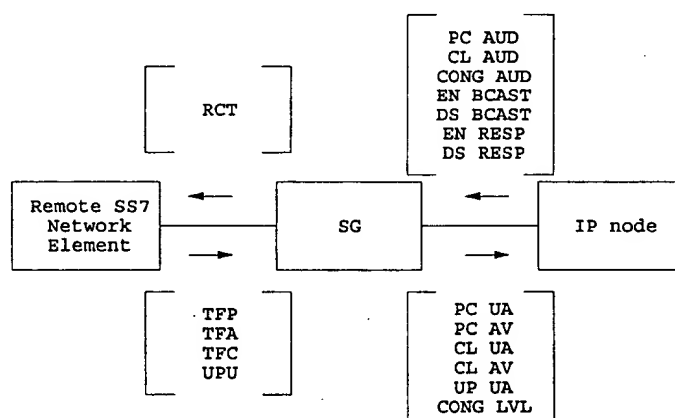 PC AUD
CL AUD
CONG AUD
EN BCAST
DS BCAST
EN RESP
DS RESP
RCT
Remote SS7
Network
Element
SG
IP node
TFP
TFA
TFC
UPU
PC UA
PC AV
CL UA
CL AV
UP UA
CONG LVL